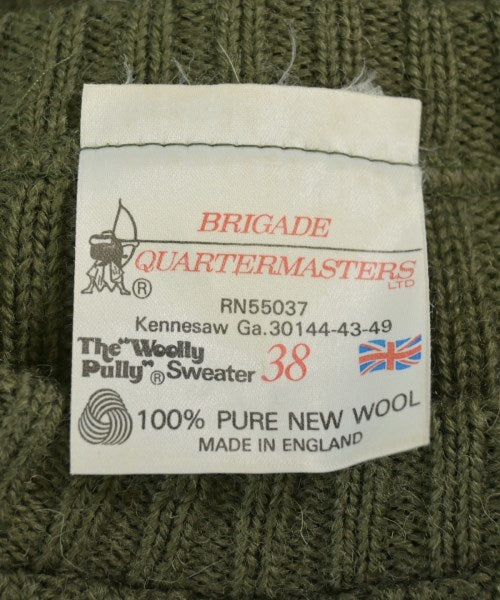 BRIGADE
QUARTERMASTERS
LTD
®
RN55037
Kennesaw Ga.30144-43-49
The "Woolly
Pully"® Sweater 38
100% PURE NEW WOOL
MADE IN ENGLAND